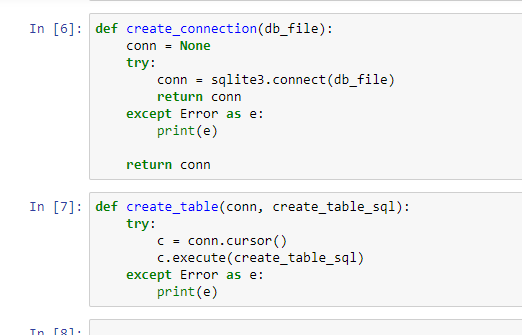 In [6]: def create_connection(db_file):
    conn = None
    try:
        conn = sqlite3.connect(db_file)
        return conn
    except Error as e:
        print(e)

    return conn
In [7]: def create_table(conn, create_table_sql):
    try:
        c = conn.cursor()
        c.execute(create_table_sql)
    except Error as e:
        print(e)
In [8]: